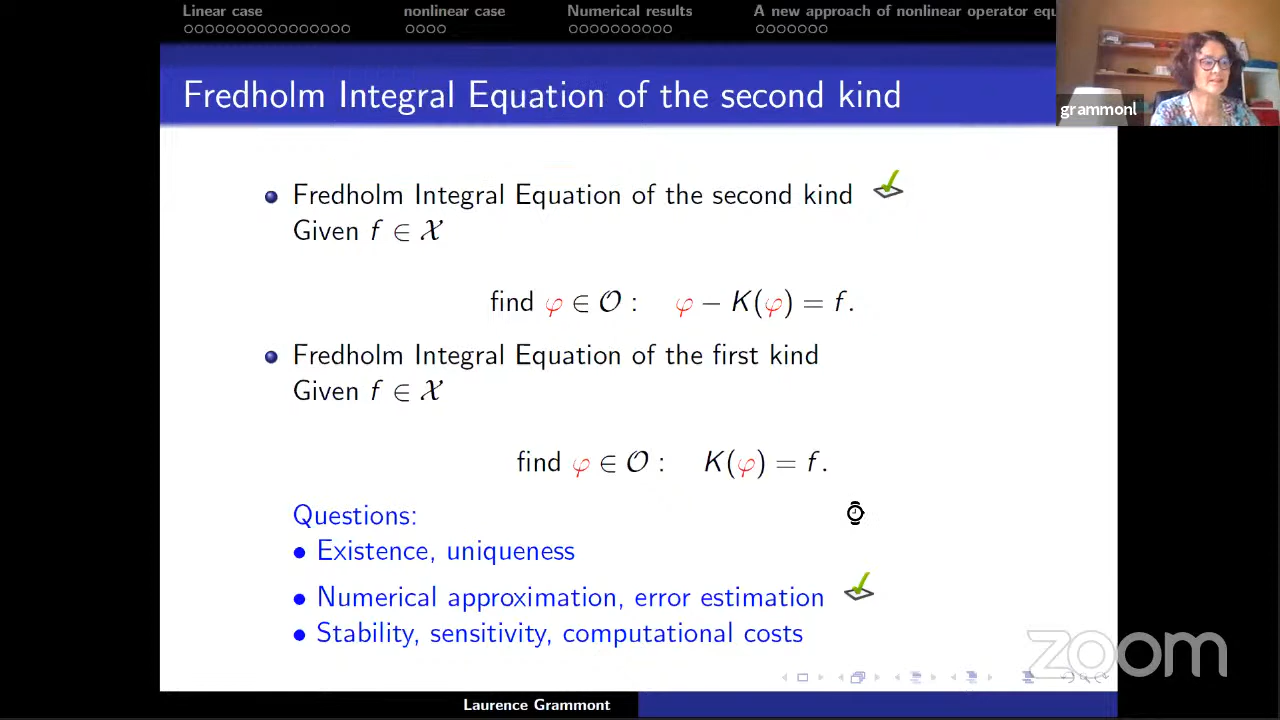 Linear case nonlinear case Numerical results A new approach of nonlinear operator equ
Fredholm Integral Equation of the second kind
grammonl
• Fredholm Integral Equation of the second kind
Given f ∈ 𝒳
find φ ∈ 𝒪 : φ − K(φ) = f.
• Fredholm Integral Equation of the first kind
Given f ∈ 𝒳
find φ ∈ 𝒪 : K(φ) = f.
Questions:
• Existence, uniqueness
• Numerical approximation, error estimation
• Stability, sensitivity, computational costs
zoom
Laurence Grammont